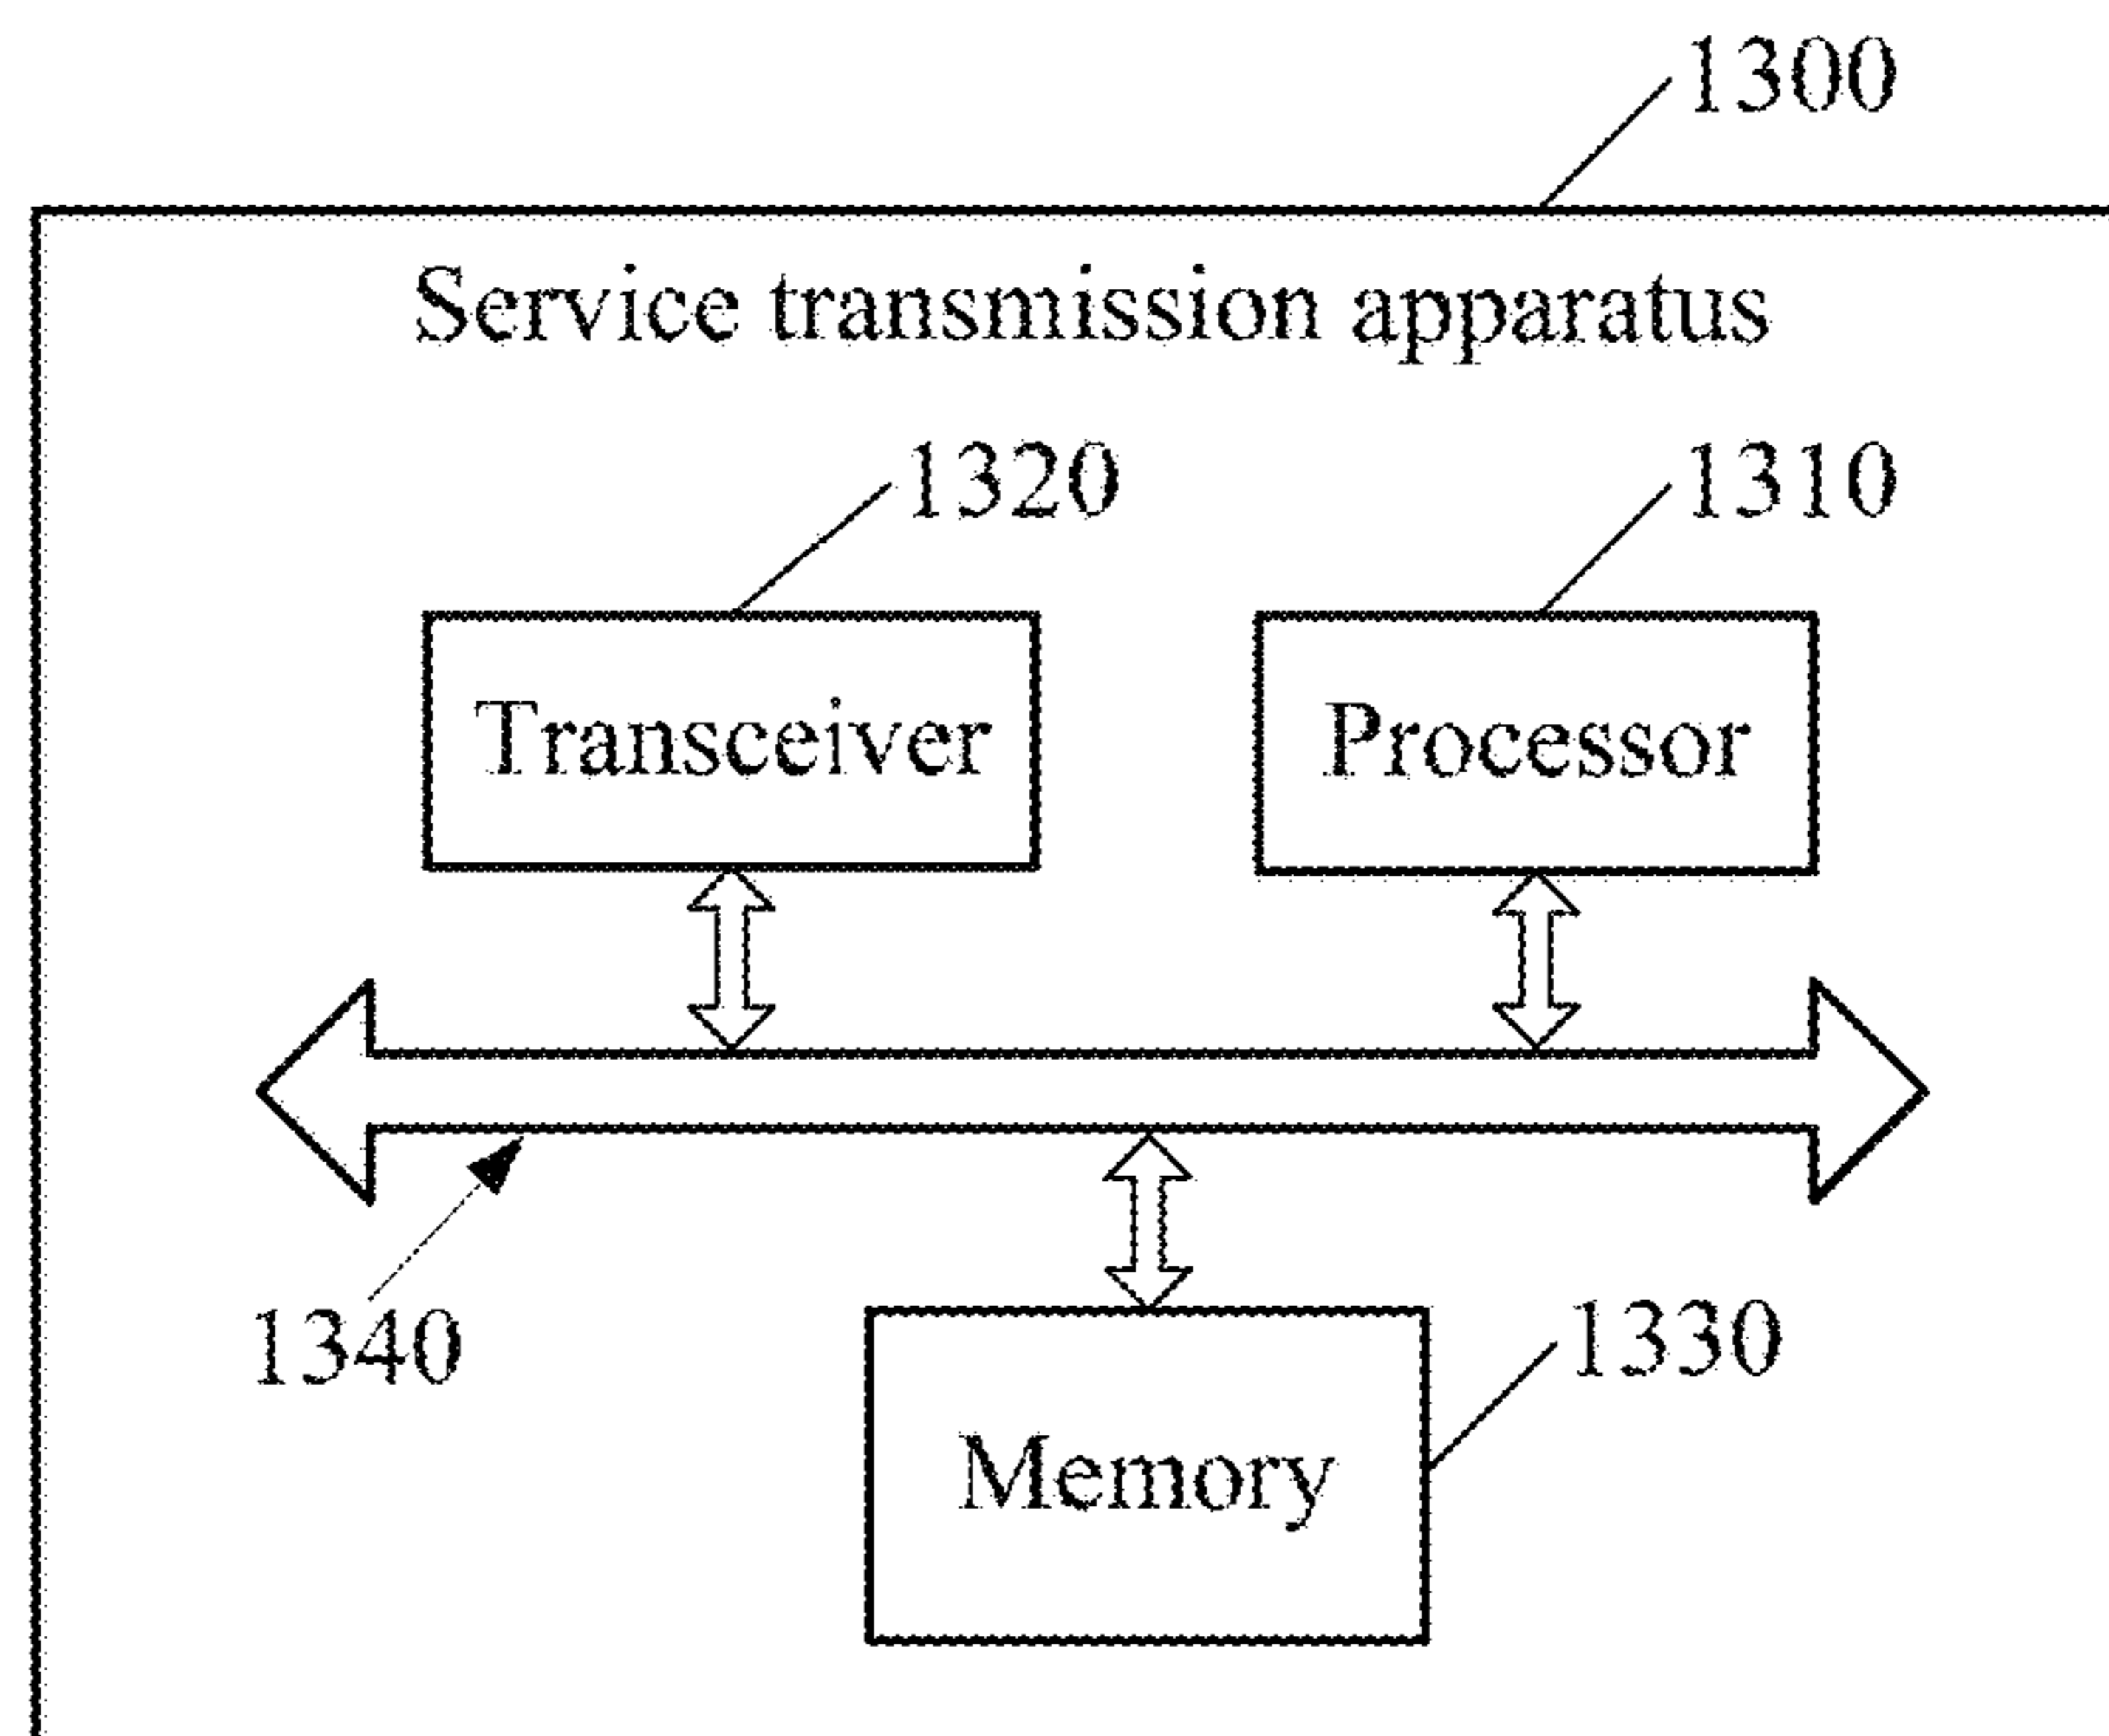 1300
Service transmission apparatus
1320
1310
Transceiver
Processor
1340
1330
Memory